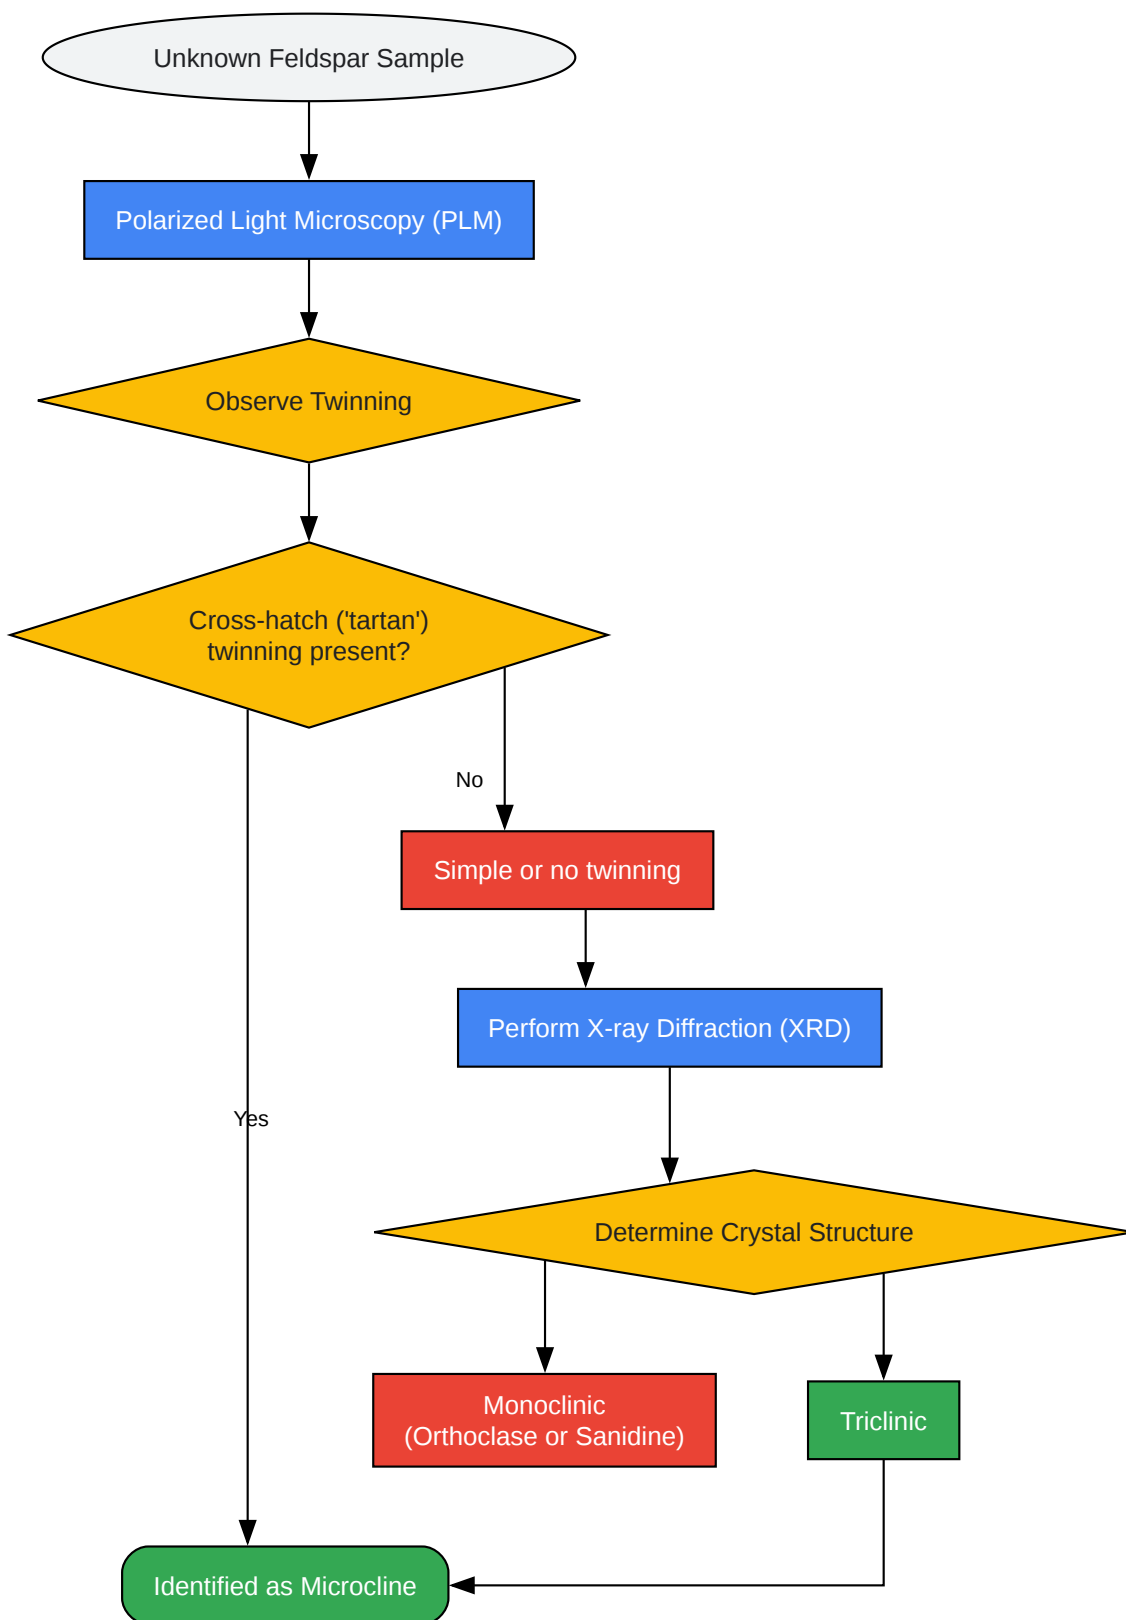 Unknown Feldspar Sample
Polarized Light Microscopy (PLM)
Observe Twinning
Cross-hatch ('tartan')
twinning present?
No
Simple or no twinning
Perform X-ray Diffraction (XRD)
Yes
Determine Crystal Structure
Monoclinic
(Orthoclase or Sanidine)
Triclinic
Identified as Microcline